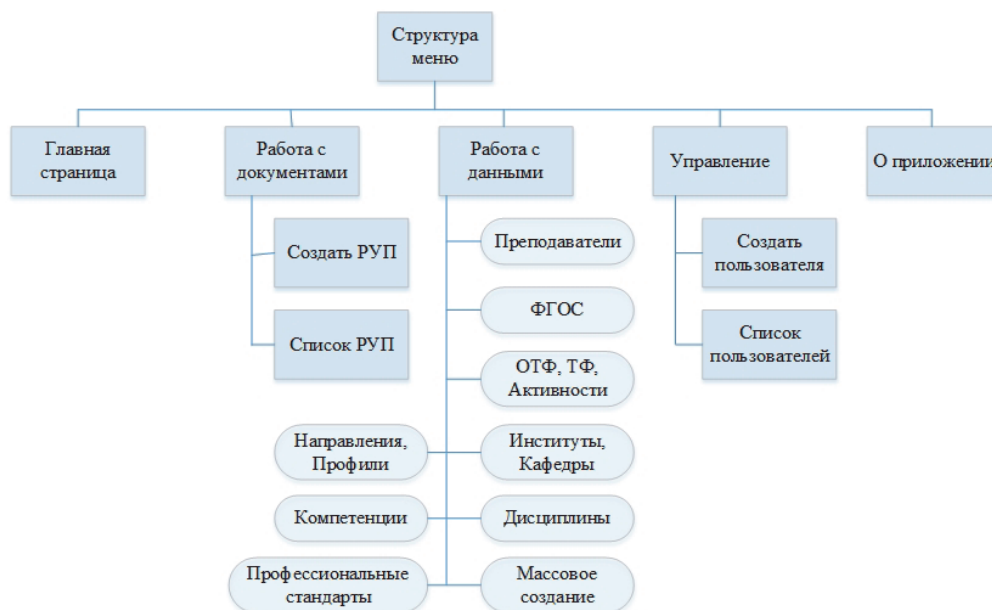 Структура
меню
Главная
страница
Работа с
документами
Работа с
данными
Управление
О приложении
Создать РУП
Список РУП
Преподаватели
ФГОС
ОТФ, ТФ,
Активности
Направления,
Профили
Институты,
Кафедры
Компетенции
Дисциплины
Профессиональные
стандарты
Массовое
создание
Создать
пользователя
Список
пользователей